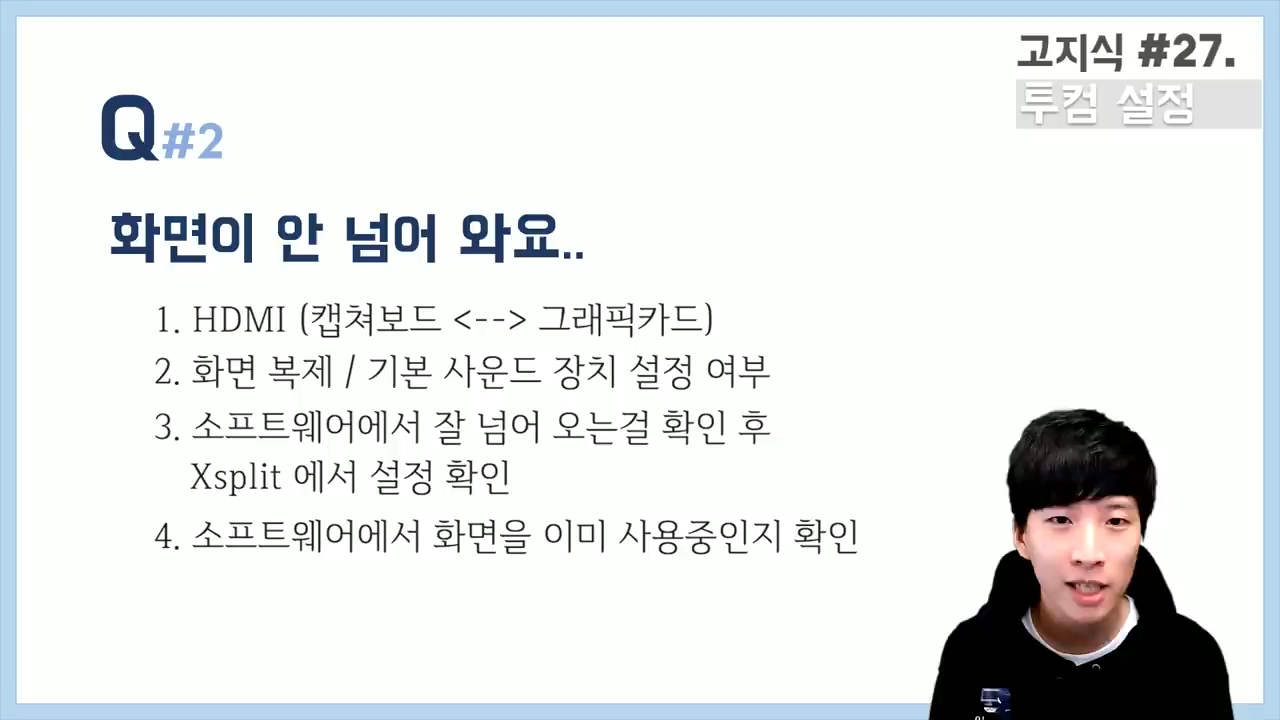 고지식 #27.
투컴 설정
Q#2
화면이 안 넘어 와요..
1. HDMI (캡쳐보드 <--> 그래픽카드)
2. 화면 복제 / 기본 사운드 장치 설정 여부
3. 소프트웨어에서 잘 넘어 오는걸 확인 후
Xsplit 에서 설정 확인
4. 소프트웨어에서 화면을 이미 사용중인지 확인